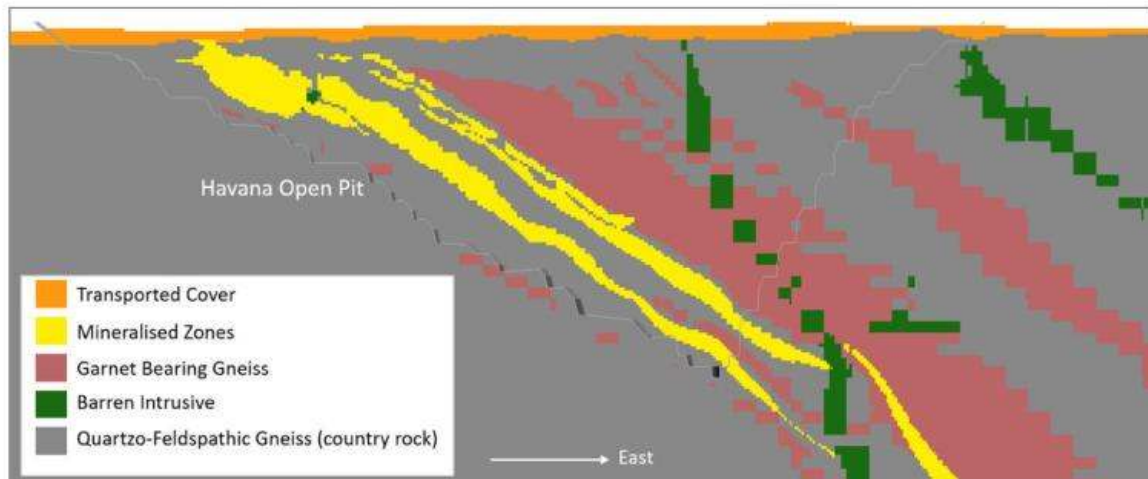 Havana Open Pit
Transported Cover
Mineralised Zones
Garnet Bearing Gneiss
Barren Intrusive
Quartzo-Feldspathic Gneiss (country rock)
East